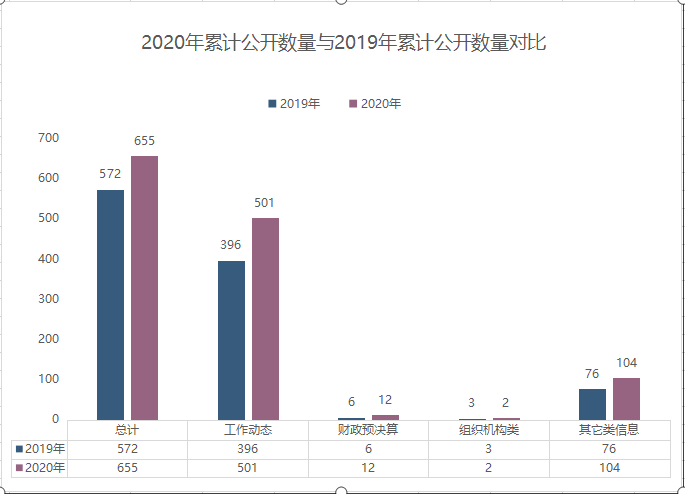 2020年累计公开数量与2019年累计公开数量对比
2019年 2020年
700
600
500
400
300
200
100
0
572 655
396 501
6 12
3 2
76 104
总计 工作动态 财政预决算 组织机构类 其它类信息
2019年 572 396 6 3 76
2020年 655 501 12 2 104